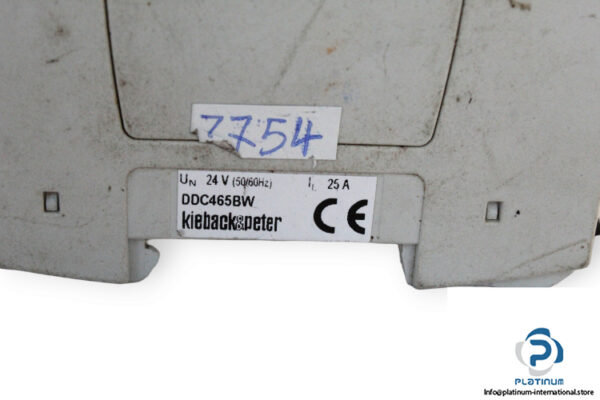 7754
UN 24 V (50/60Hz) IL 25 A
DDC465BW
kieback&peter CE
PLATINUM
Info@platinum-international.store